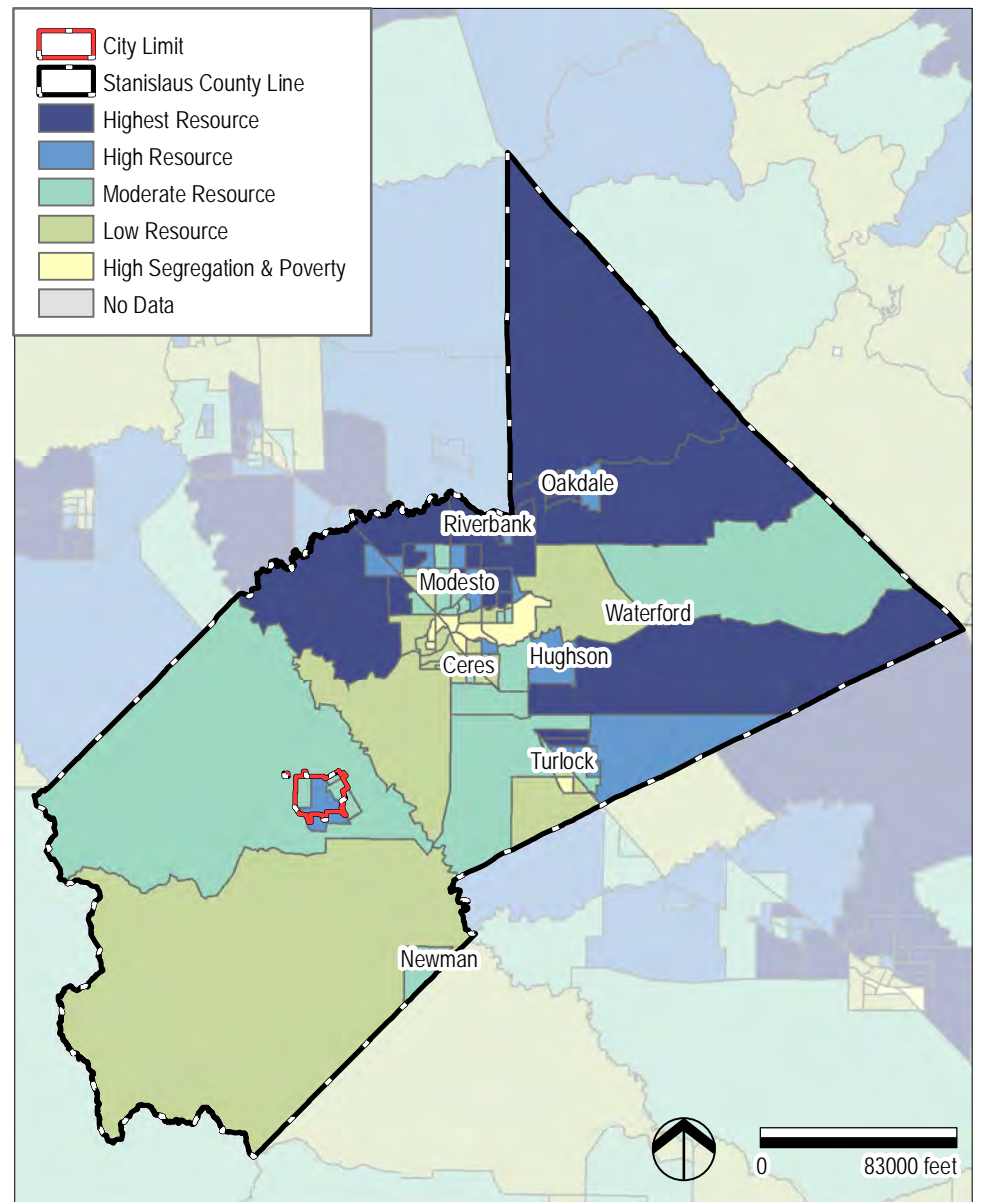 City Limit
Stanislaus County Line
Highest Resource
High Resource
Moderate Resource
Low Resource
High Segregation & Poverty
No Data
Oakdale
Riverbank
Modesto
Waterford
Hughson
Ceres
Turlock
Newman
0 83000 feet